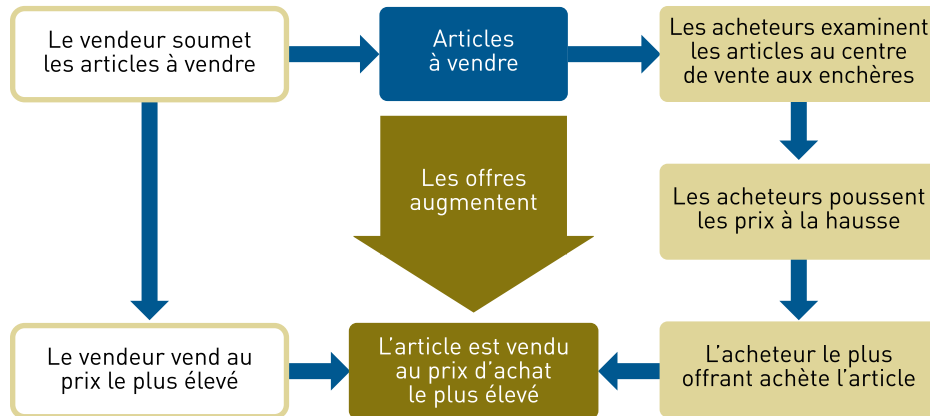 Le vendeur soumet
les articles à vendre
Articles
à vendre
Les acheteurs examinent
les articles au centre
de vente aux enchères
Les offres
augmentent
Les acheteurs poussent
les prix à la hausse
Le vendeur vend au
prix le plus élevé
L'article est vendu
au prix d'achat
le plus élevé
L'acheteur le plus
offrant achète l'article